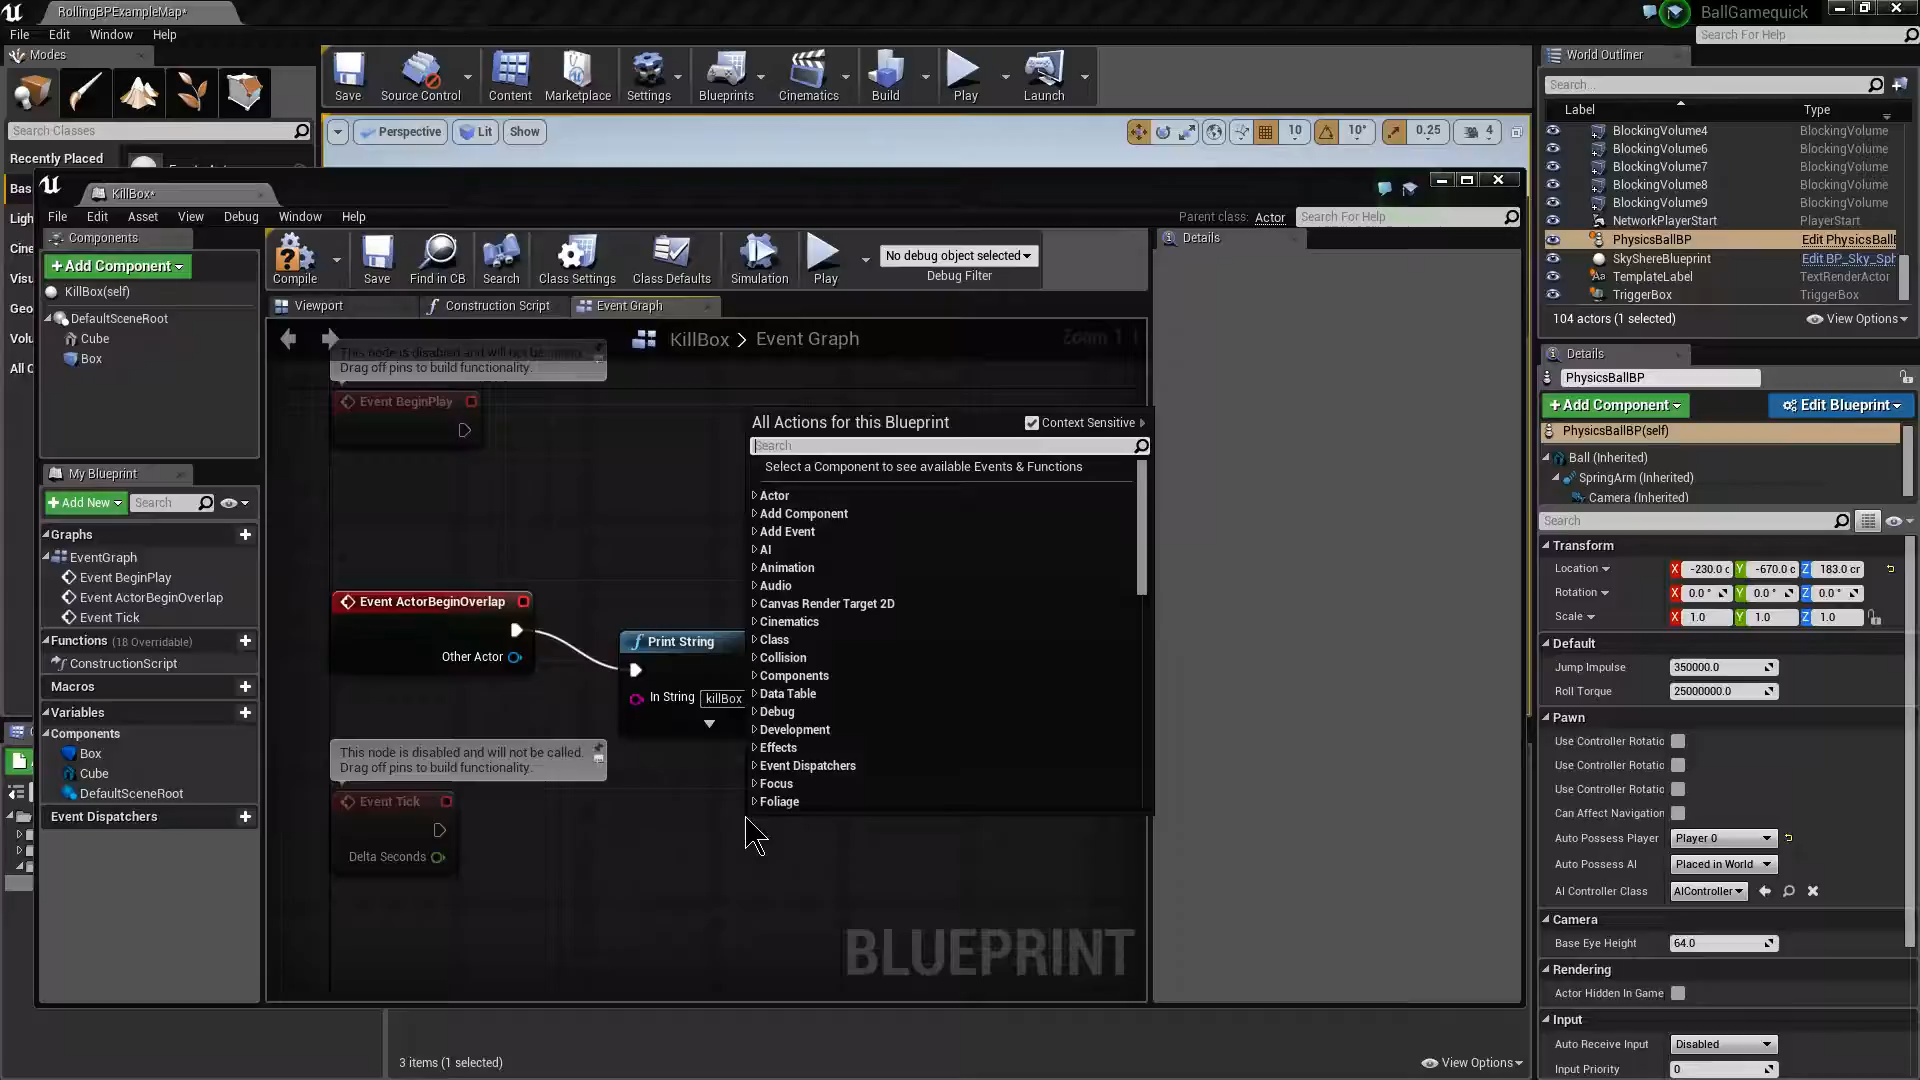 RollingBPExampleMap*
BallGamequick
File Edit Window Help
Search For Help
Modes
World Outliner
Save Source Control Content Marketplace Settings Blueprints Cinematics Build Play Launch
Search...
Label Type
Search Classes
Perspective Lit Show
10 10° 0.25 4
BlockingVolume4 BlockingVolume
BlockingVolume6 BlockingVolume
BlockingVolume7 BlockingVolume
BlockingVolume8 BlockingVolume
BlockingVolume9 BlockingVolume
NetworkPlayerStart PlayerStart
PhysicsBallBP Edit PhysicsBallB
SkyShereBlueprint Edit BP_Sky_Sph
TemplateLabel TextRenderActor
TriggerBox TriggerBox
104 actors (1 selected) View Options
Recently Placed
Bas
Ligh
Cine
Visu
Geo
Volu
All C
KillBox*
File Edit Asset View Debug Window Help
Parent class: Actor Search For Help
Components
Details
+Add Component
Compile Save Find in CB Search Class Settings Class Defaults Simulation Play
No debug object selected
Debug Filter
KillBox(self)
DefaultSceneRoot
Cube
Box
Viewport Construction Script Event Graph
KillBox > Event Graph
Drag off pins to build functionality.
Event BeginPlay
My Blueprint
+Add New Search
Graphs
EventGraph
Event BeginPlay
Event ActorBeginOverlap
Event Tick
Functions (18 Overridable)
ConstructionScript
Macros
Variables
Components
Box
Cube
DefaultSceneRoot
Event Dispatchers
Event ActorBeginOverlap
Other Actor
Print String
In String killBox
This node is disabled and will not be called.
Drag off pins to build functionality.
Event Tick
Delta Seconds
All Actions for this Blueprint Context Sensitive
Search
Select a Component to see available Events & Functions
Actor
Add Component
Add Event
AI
Animation
Audio
Canvas Render Target 2D
Cinematics
Class
Collision
Components
Data Table
Debug
Development
Effects
Event Dispatchers
Focus
Foliage
BLUEPRINT
3 items (1 selected) View Options
Details
PhysicsBallBP
+Add Component Edit Blueprint
PhysicsBallBP(self)
Ball (Inherited)
SpringArm (Inherited)
Camera (Inherited)
Search
Transform
Location X -230.0 c Y -670.0 c Z 183.0 cr
Rotation X 0.0 ° Y 0.0 ° Z 0.0 °
Scale X 1.0 Y 1.0 Z 1.0
Default
Jump Impulse 350000.0
Roll Torque 25000000.0
Pawn
Use Controller Rotatio
Use Controller Rotatio
Use Controller Rotatio
Can Affect Navigation
Auto Possess Player Player 0
Auto Possess AI Placed in World
AI Controller Class AIController
Camera
Base Eye Height 64.0
Rendering
Actor Hidden In Game
Input
Auto Receive Input Disabled
Input Priority 0